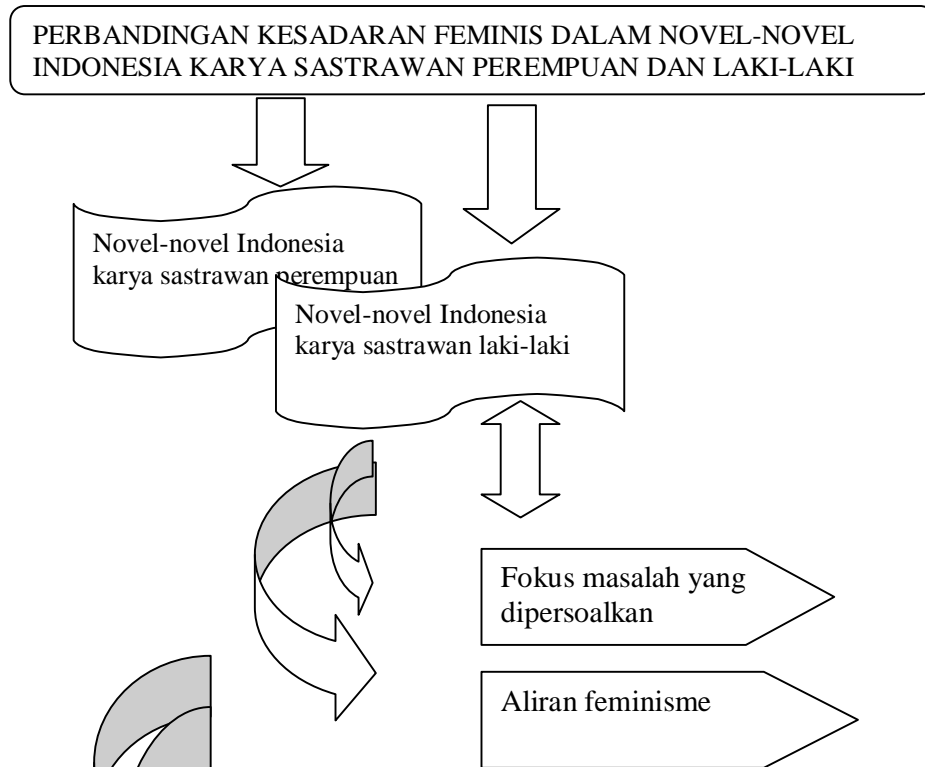 PERBANDINGAN KESADARAN FEMINIS DALAM NOVEL-NOVEL
INDONESIA KARYA SASTRAWAN PEREMPUAN DAN LAKI-LAKI
Novel-novel Indonesia
karya sastrawan perempuan
Novel-novel Indonesia
karya sastrawan laki-laki
Fokus masalah yang
dipersoalkan
Aliran feminisme